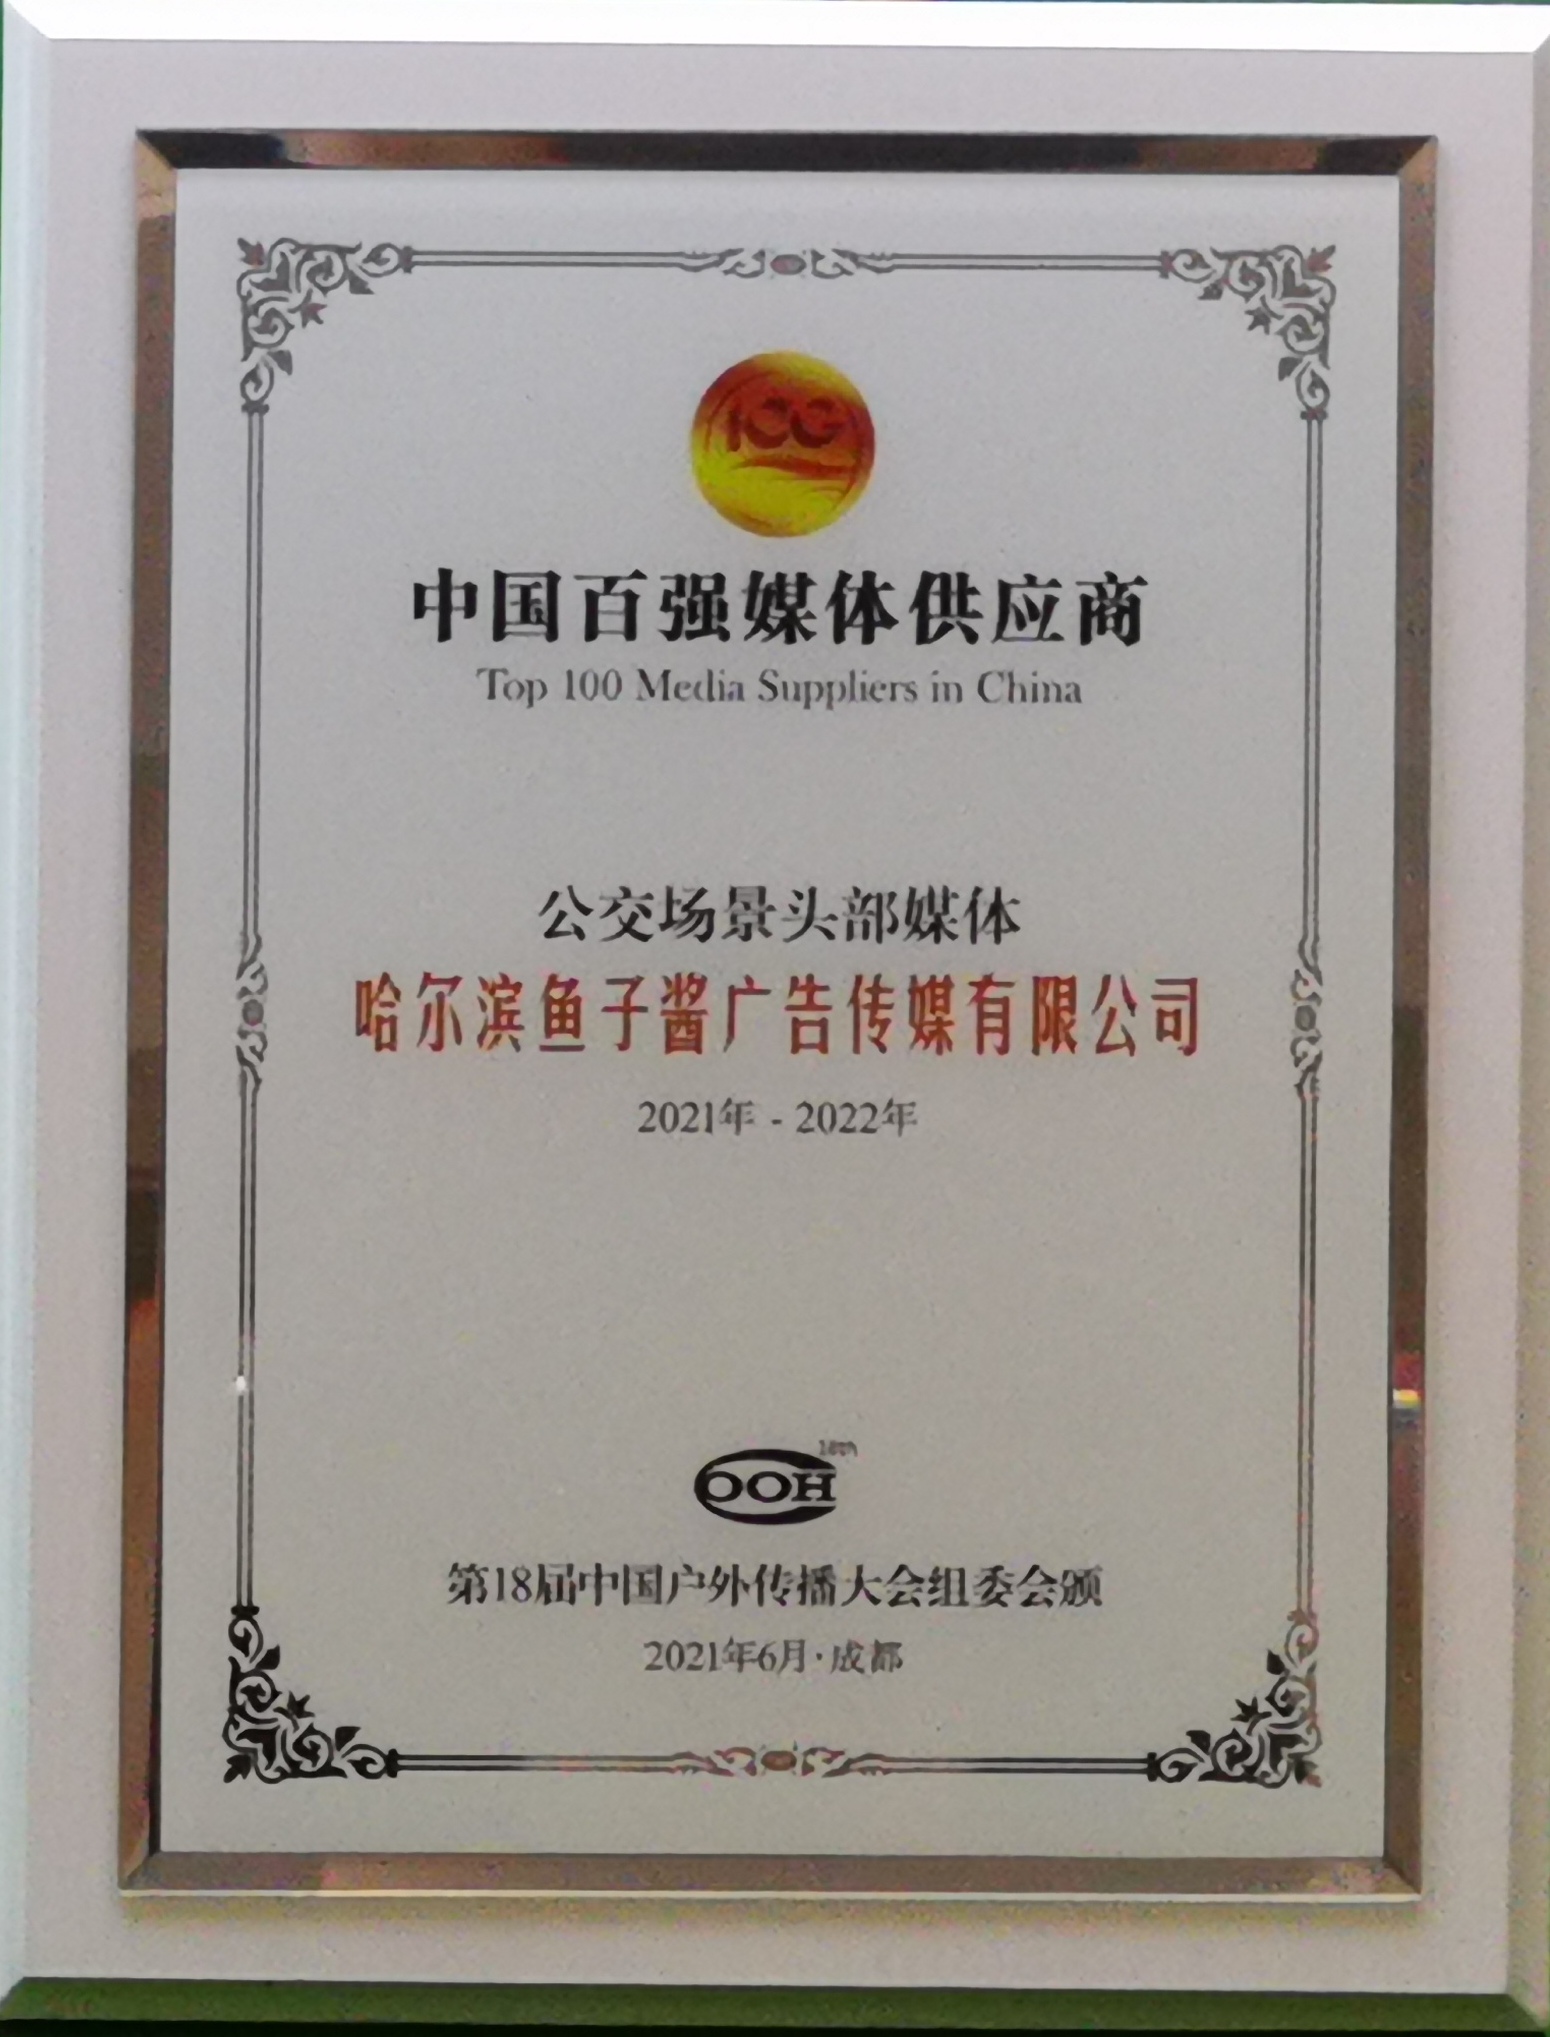 100
中国百强媒体供应商
Top 100 Media Suppliers in China
公交场景头部媒体
哈尔滨鱼子酱广告传媒有限公司
2021年 - 2022年
18th
OOH
第18届中国户外传播大会组委会颁
2021年6月·成都